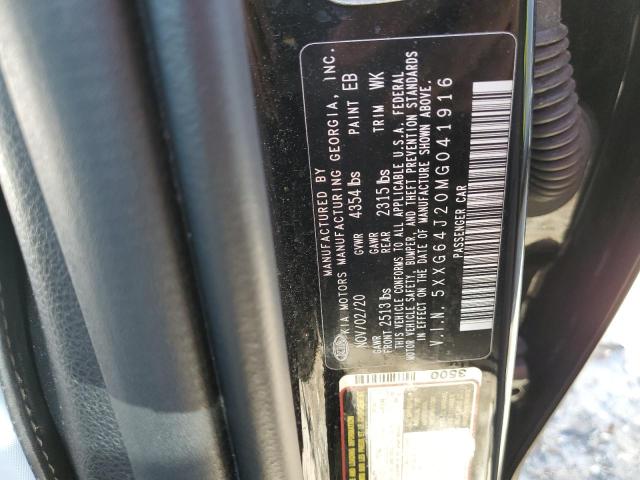 MANUFACTURED BY
KIA MOTORS MANUFACTURING GEORGIA, INC.
NOV/02/20 GVWR 4354 lbs PAINT EB
GAWR FRONT 2513 lbs GAWR REAR 2315 lbs TRIM WK
THIS VEHICLE CONFORMS TO ALL APPLICABLE U.S.A. FEDERAL
MOTOR VEHICLE SAFETY, BUMPER, AND THEFT PREVENTION STANDARDS
IN EFFECT ON THE DATE OF MANUFACTURE SHOWN ABOVE.
V.I.N. 5XXG64J20MG041916
PASSENGER CAR
3500